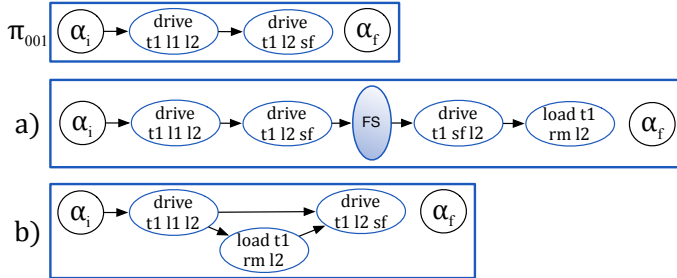 π001
αi
drive
t1 l1 l2
drive
t1 l2 sf
αf
a)
αi
drive
t1 l1 l2
drive
t1 l2 sf
FS
drive
t1 sf l2
load t1
rm l2
αf
b)
αi
drive
t1 l1 l2
load t1
rm l2
drive
t1 l2 sf
αf